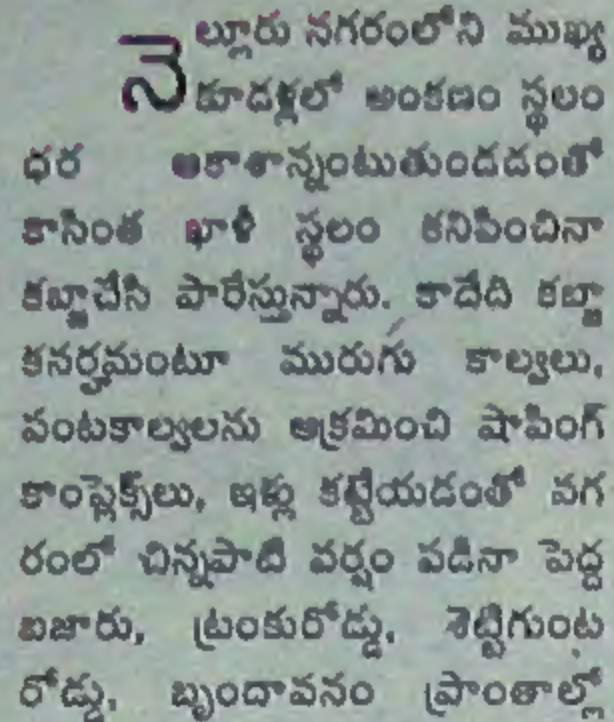 నెల్లూరు నగరంలోని ముఖ్య
కూడళ్లలో అంకణం స్థలం
ధర ఆకాశాన్నంటుతుండడంతో
కాసింత ఖాళీ స్థలం కనిపించినా
కబ్జాచేసి పారేస్తున్నారు. కాదేది కబ్జా
కనర్హమంటూ మురుగు కాల్వలు,
పంటకాల్వలను ఆక్రమించి షాపింగ్
కాంప్లెక్స్‌లు, ఇళ్లు కట్టేయడంతో నగ
రంలో చిన్నపాటి వర్షం పడినా పెద్ద
బజారు, ట్రంకురోడ్డు, శెట్టిగుంట
రోడ్డు, బృందావనం ప్రాంతాల్లో